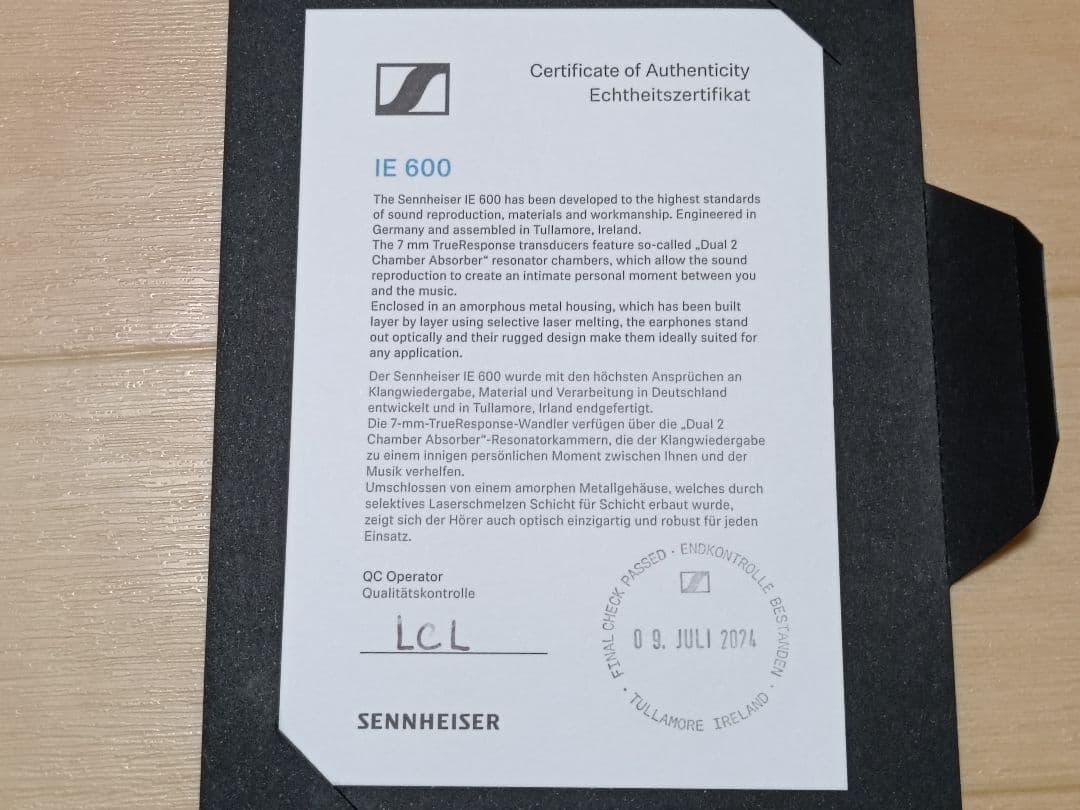 Certificate of Authenticity
Echtheitszertifikat
IE 600
The Sennheiser IE 600 has been developed to the highest standards
of sound reproduction, materials and workmanship. Engineered in
Germany and assembled in Tullamore, Ireland.
The 7 mm TrueResponse transducers feature so-called „Dual 2
Chamber Absorber“ resonator chambers, which allow the sound
reproduction to create an intimate personal moment between you
and the music.
Enclosed in an amorphous metal housing, which has been built
layer by layer using selective laser melting, the earphones stand
out optically and their rugged design make them ideally suited for
any application.
Der Sennheiser IE 600 wurde mit den höchsten Ansprüchen an
Klangwiedergabe, Material und Verarbeitung in Deutschland
entwickelt und in Tullamore, Irland endgefertigt.
Die 7-mm-TrueResponse-Wandler verfügen über die „Dual 2
Chamber Absorber“-Resonatorkammern, die der Klangwiedergabe
zu einem innigen persönlichen Moment zwischen Ihnen und der
Musik verhelfen.
Umschlossen von einem amorphen Metallgehäuse, welches durch
selektives Laserschmelzen Schicht für Schicht erbaut wurde,
zeigt sich der Hörer auch optisch einzigartig und robust für jeden
Einsatz.
QC Operator
Qualitätskontrolle
LCL
SENNHEISER
FINAL CHECK PASSED · ENDKONTROLLE BESTANDEN ·
09. JULI 2024
TULLAMORE IRELAND ·